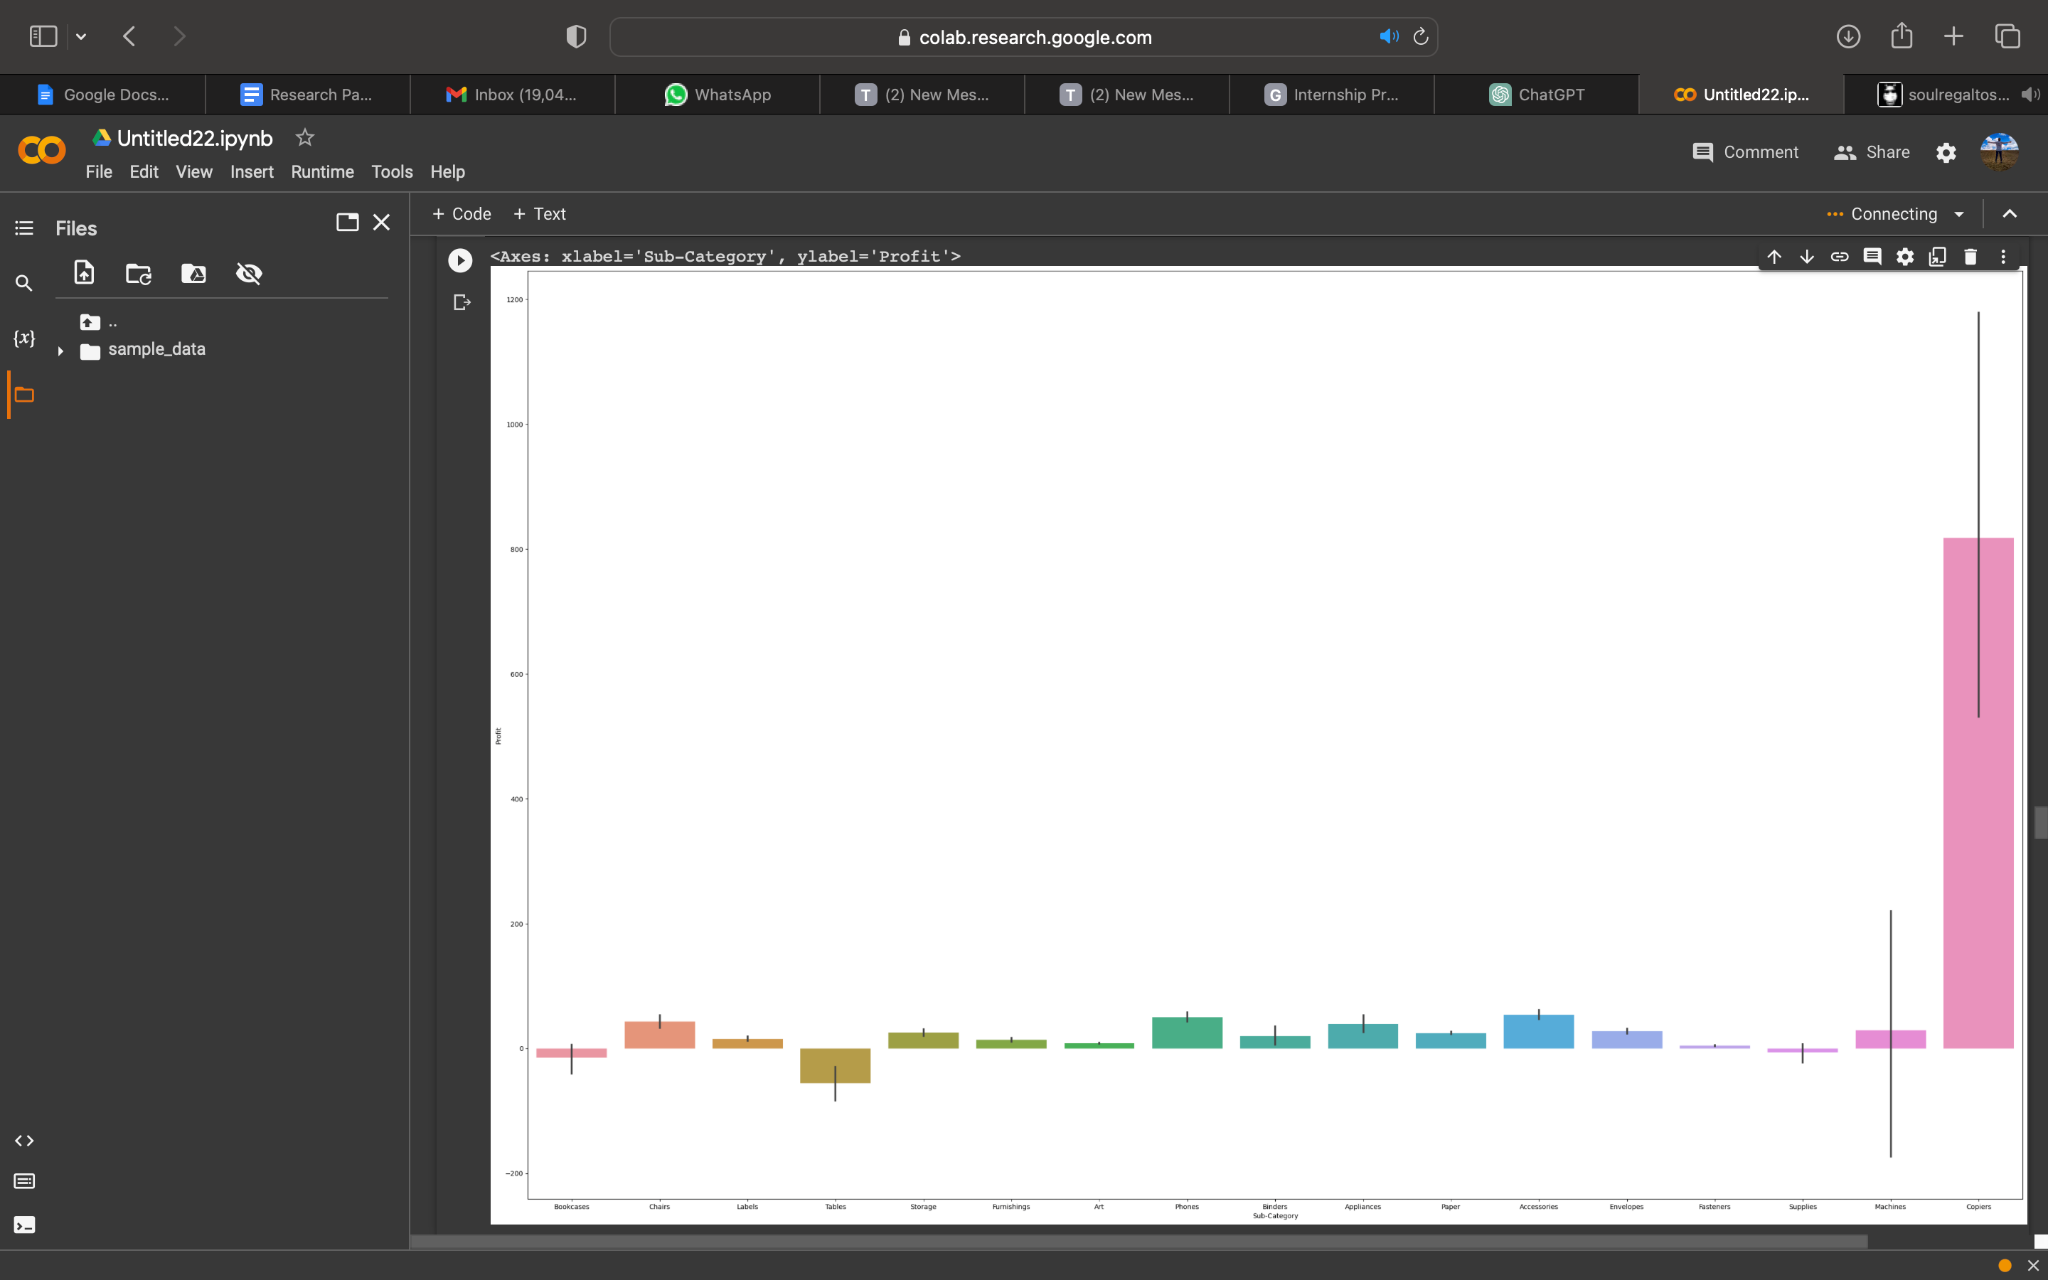 colab.research.google.com
Google Docs...
Research Pa...
Inbox (19,04...
WhatsApp
T
(2) New Mes...
T
(2) New Mes...
G
Internship Pr...
ChatGPT
Untitled22.ip...
soulregaltos...
Untitled22.ipynb
Comment
Share
File Edit View Insert Runtime Tools Help
Files
+ Code + Text
Connecting
<Axes: xlabel='Sub-Category', ylabel='Profit'>
..
{x}
sample_data
1200
1000
800
600
Profit
400
200
0
−200
Bookcases Chairs Labels Tables Storage Furnishings Art Phones Binders Appliances Paper Accessories Envelopes Fasteners Supplies Machines Copiers
Sub-Category